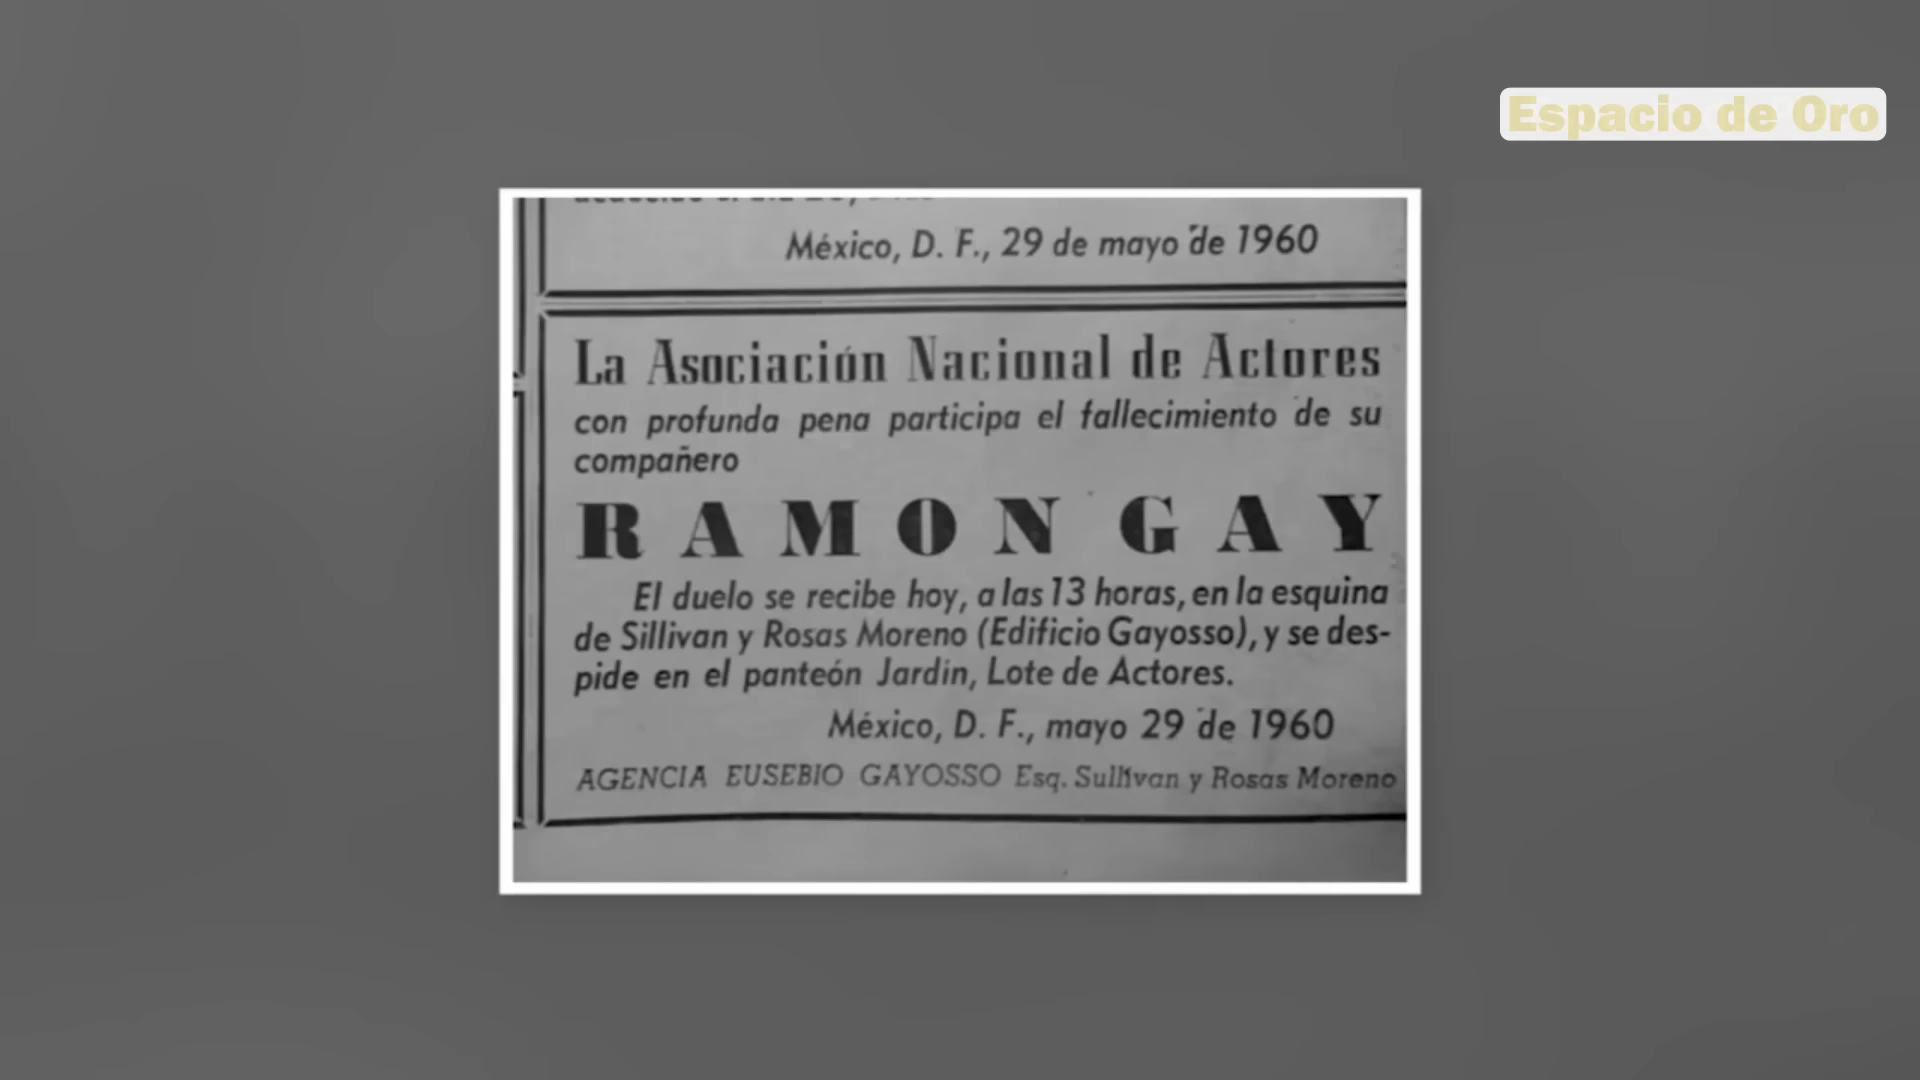 Espacio de Oro
México, D. F., 29 de mayo de 1960
La Asociación Nacional de Actores
con profunda pena participa el fallecimiento de su
compañero
RAMON GAY
El duelo se recibe hoy, a las 13 horas, en la esquina
de Sillivan y Rosas Moreno (Edificio Gayosso), y se des-
pide en el panteón Jardín, Lote de Actores.
México, D. F., mayo 29 de 1960
AGENCIA EUSEBIO GAYOSSO Esq. Sullivan y Rosas Moreno